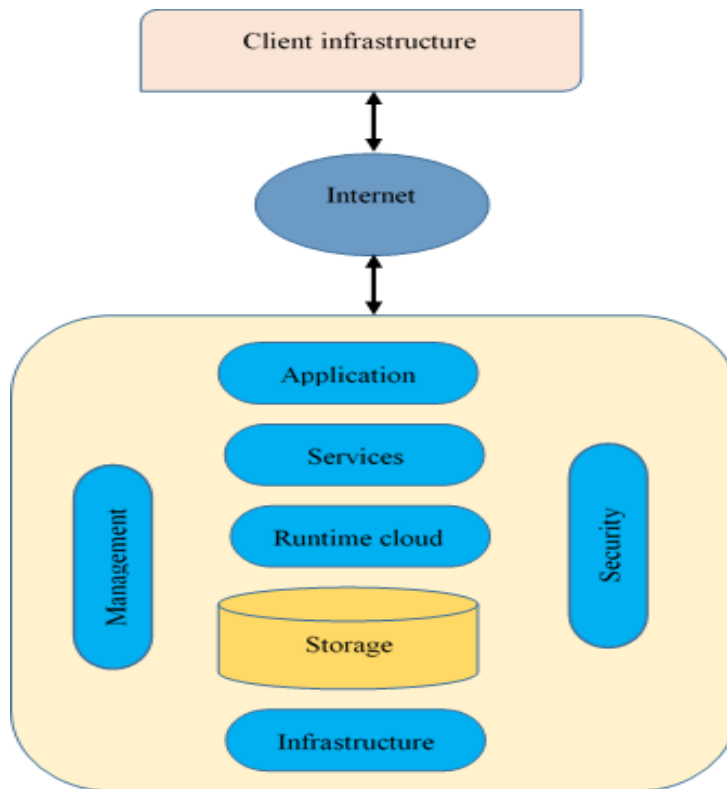 Client infrastructure
Internet
Application
Services
Runtime cloud
Management
Security
Storage
Infrastructure